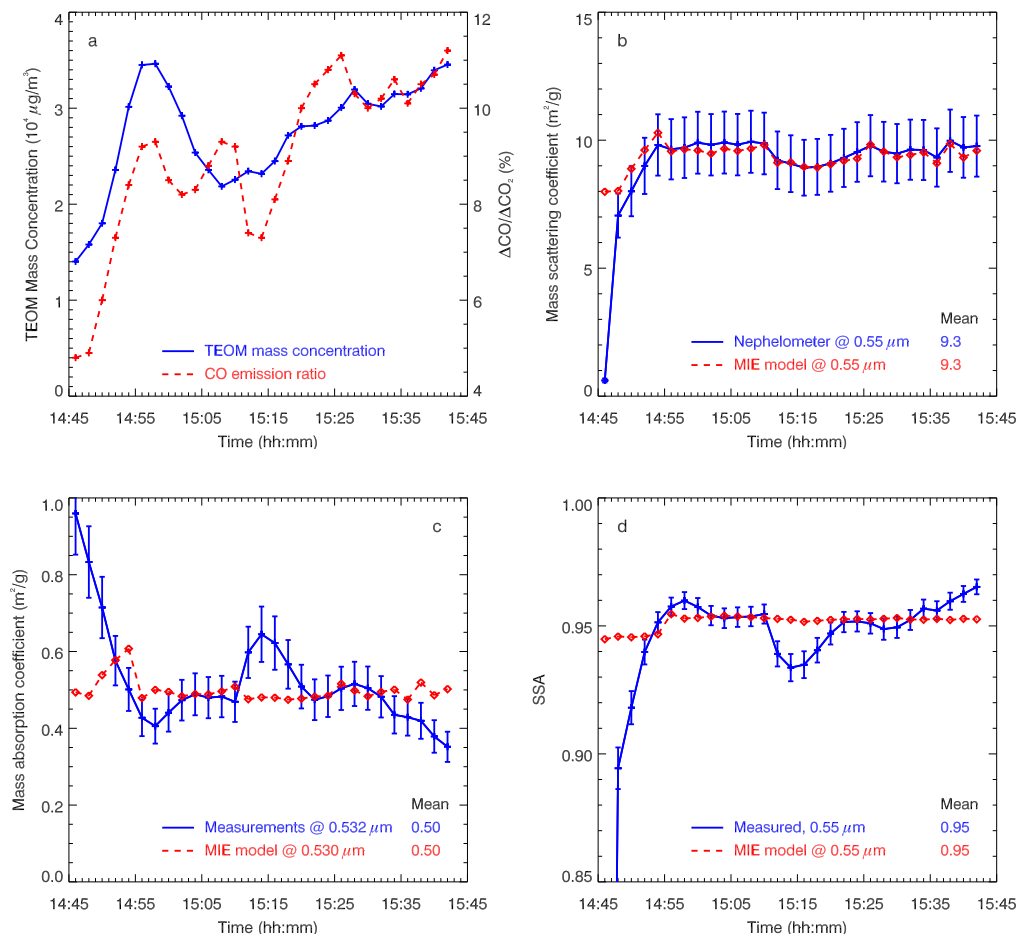 a
TEOM Mass Concentration (10⁴ μg/m³)
4
3
2
1
0
12
10
8
6
4
ΔCO/ΔCO₂ (%)
TEOM mass concentration
CO emission ratio
14:45 14:55 15:05 15:15 15:25 15:35 15:45
Time (hh:mm)
b
Mass scattering coefficient (m²/g)
15
10
5
0
Mean
Nephelometer @ 0.55 μm 9.3
MIE model @ 0.55 μm 9.3
14:45 14:55 15:05 15:15 15:25 15:35 15:45
Time (hh:mm)
c
Mass absorption coefficient (m²/g)
1.0
0.8
0.6
0.4
0.2
0.0
Mean
Measurements @ 0.532 μm 0.50
MIE model @ 0.530 μm 0.50
14:45 14:55 15:05 15:15 15:25 15:35 15:45
Time (hh:mm)
d
SSA
1.00
0.95
0.90
0.85
Mean
Measured, 0.55 μm 0.95
MIE model @ 0.55 μm 0.95
14:45 14:55 15:05 15:15 15:25 15:35 15:45
Time (hh:mm)